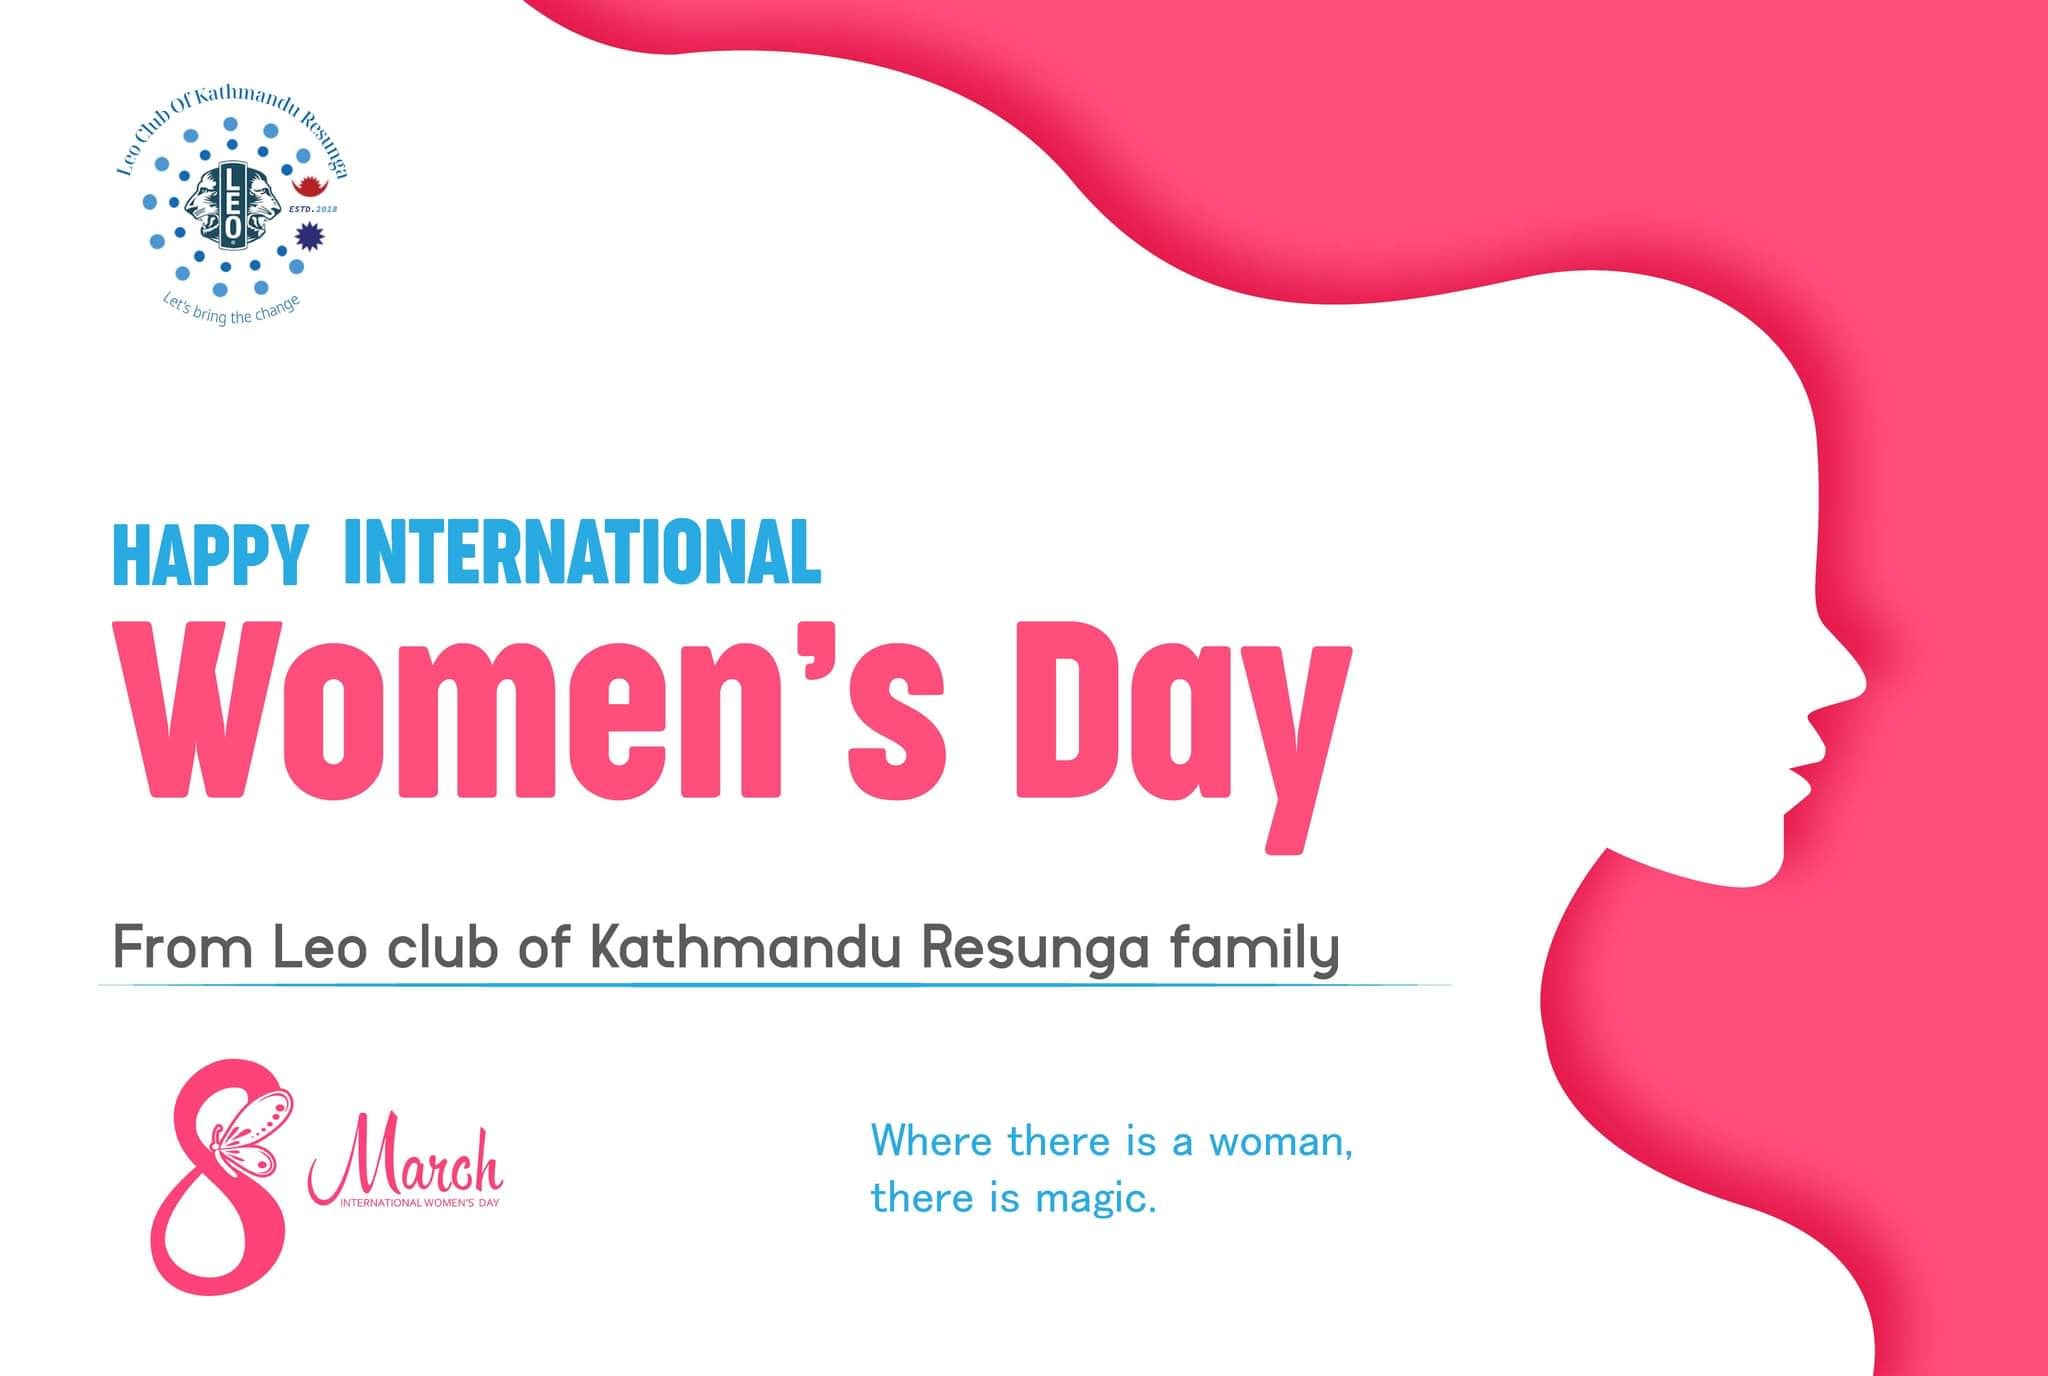 Leo Club Of Kathmandu Resunga
LEO
ESTD.2018
Let's bring the change
HAPPY INTERNATIONAL
Women's Day
From Leo club of Kathmandu Resunga family
8 March
INTERNATIONAL WOMEN'S DAY
Where there is a woman,
there is magic.